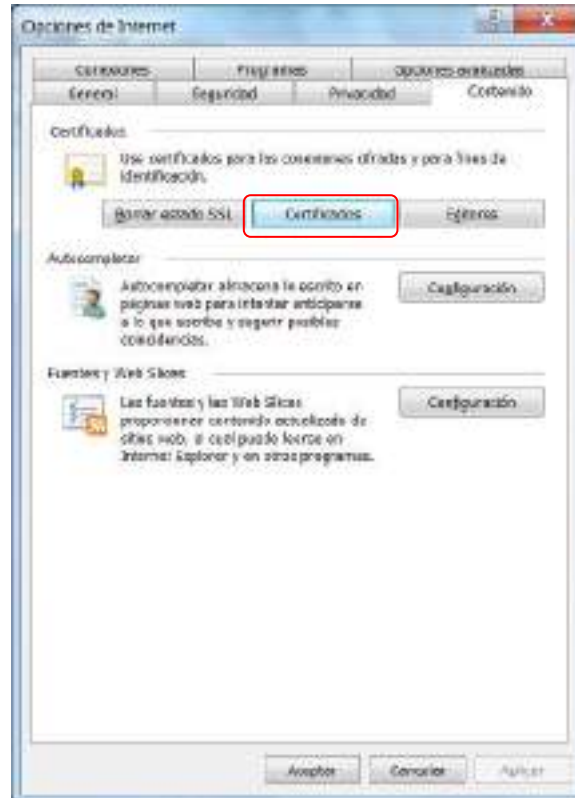 Opciones de Internet
Conexiones Programas Opciones avanzadas
General Seguridad Privacidad Contenido
Certificados
Use certificados para las conexiones cifradas y para fines de
identificación.
Borrar estado SSL Certificados Editores
Autocompletar
Autocompletar almacena lo escrito en
páginas web para intentar anticiparse
a lo que escribe y sugerir posibles
coincidencias.
Configuración
Fuentes y Web Slices
Las fuentes y las Web Slices
proporcionan contenido actualizado de
sitios web, el cual puede leerse en
Internet Explorer y en otros programas.
Configuración
Aceptar Cancelar Aplicar